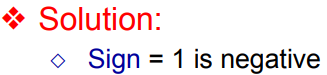 ❖ Solution:
◇ Sign = 1 is negative